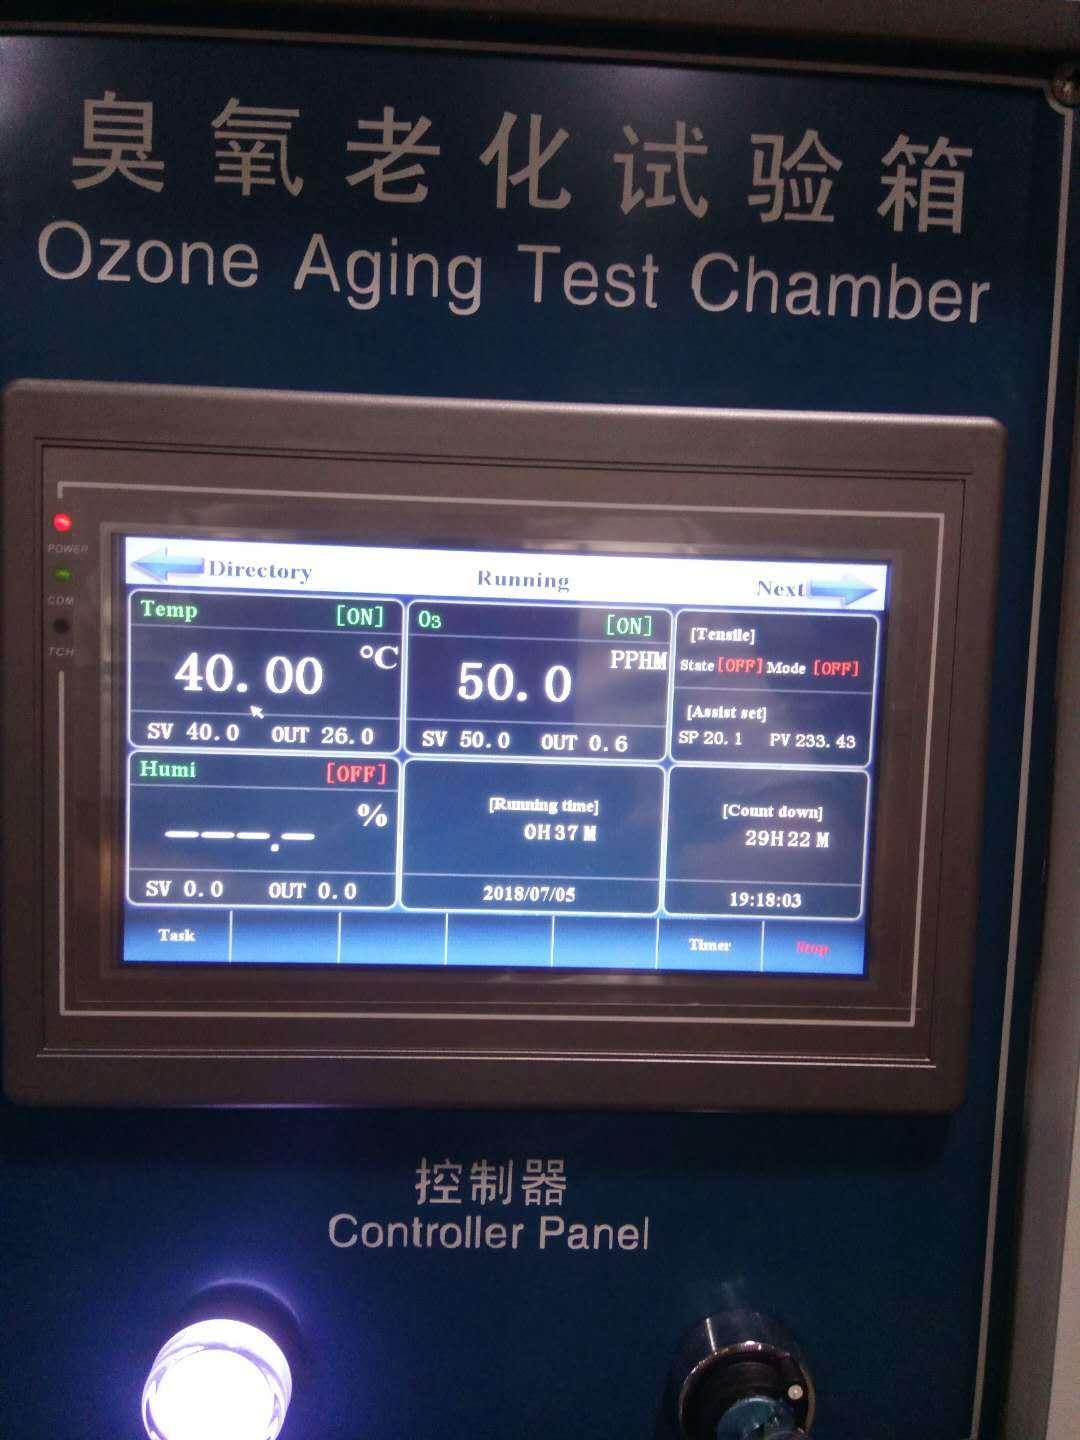 臭氧老化试验箱
Ozone Aging Test Chamber
POWER
COM
TCH
Directory Running Next
Temp [ON]
40.00 °C
SV 40.0 OUT 26.0
O3 [ON]
50.0 PPHM
SV 50.0 OUT 0.6
[Tensile]
State [OFF] Mode [OFF]
[Assist set]
SP 20.1 PV 233.43
Humi [OFF]
---.- %
SV 0.0 OUT 0.0
[Running time]
0H 37 M
2018/07/05
[Count down]
29H 22 M
19:18:03
Task Timer Stop
控制器
Controller Panel